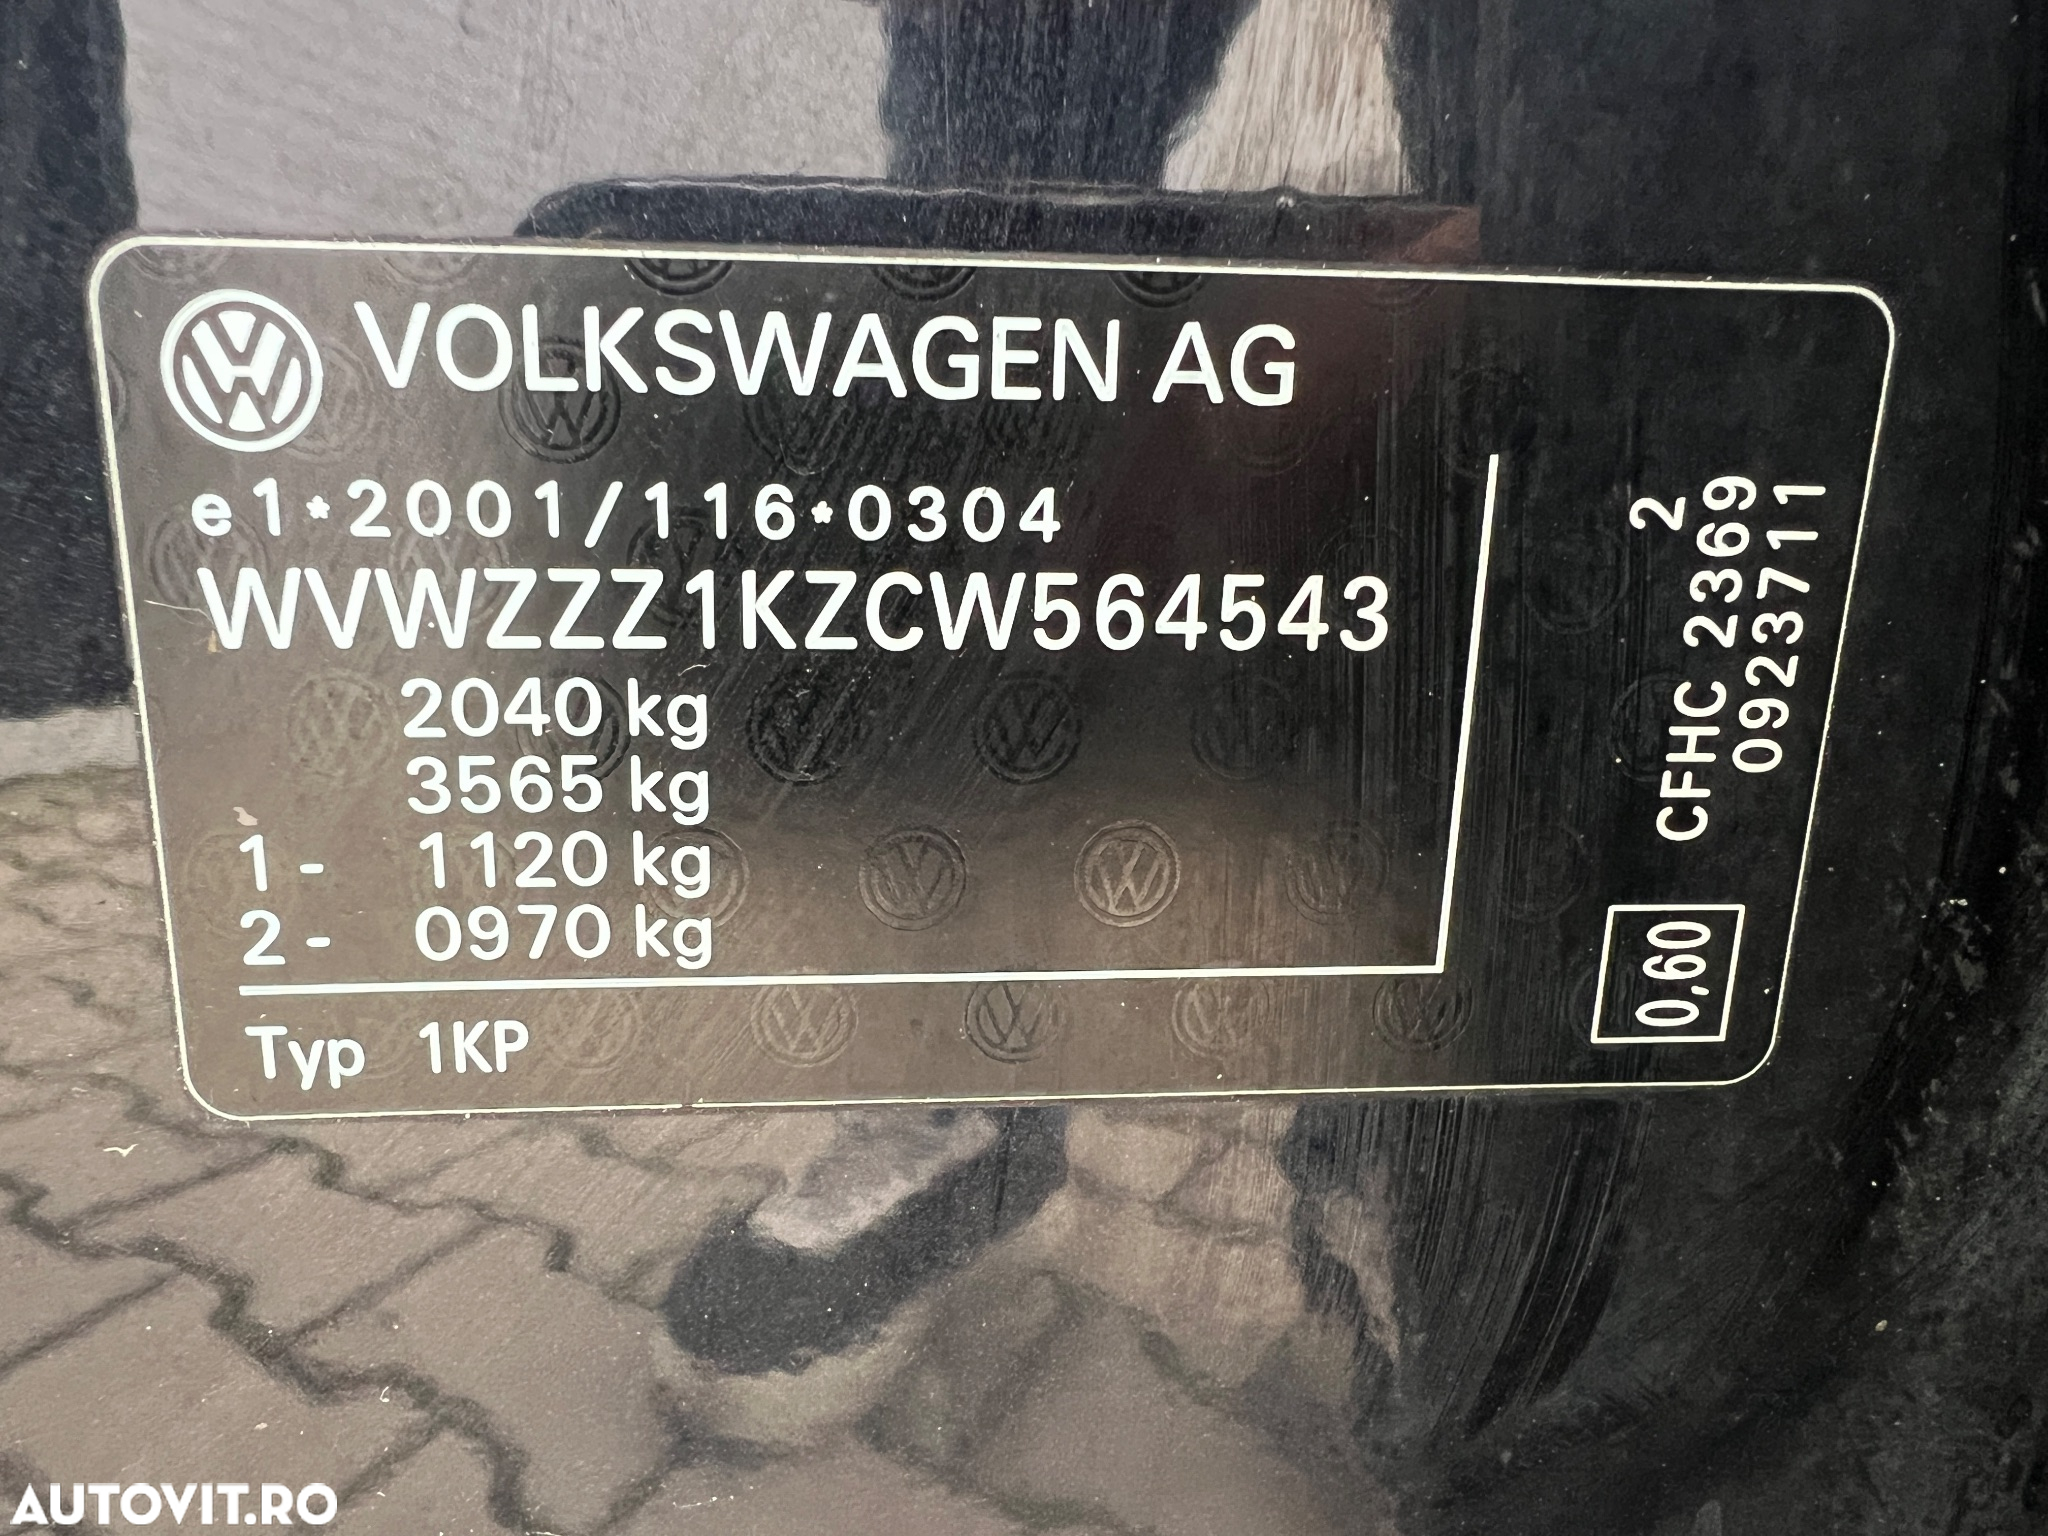 VOLKSWAGEN AG
e1*2001/116*0304
WVWZZZ1KZCW564543
2040 kg
3565 kg
1- 1120 kg
2- 0970 kg
Typ 1KP
2
CFHC 2369
0923711
0,60
AUTOVIT.RO